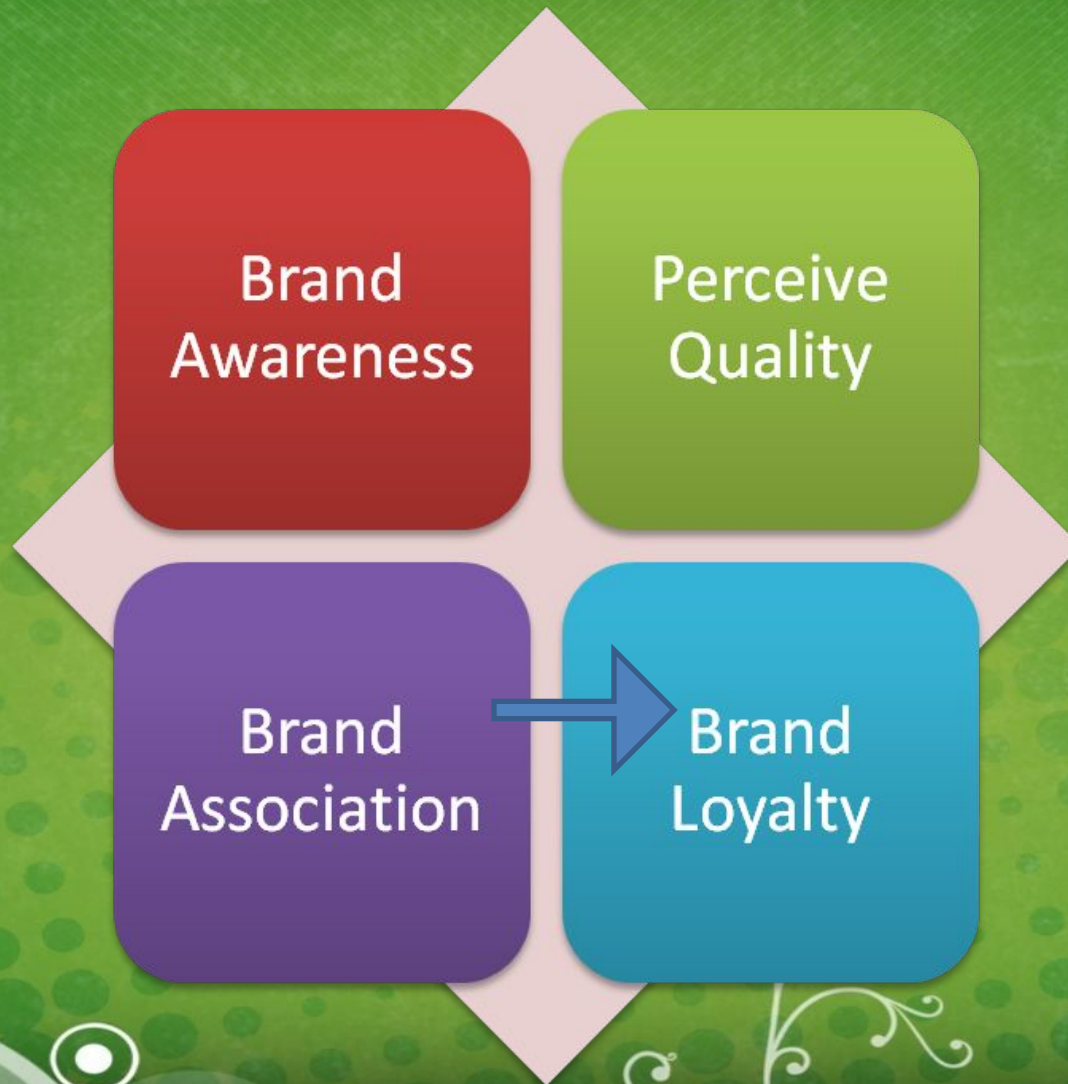 Brand
Awareness
Perceive
Quality
Brand
Association
Brand
Loyalty